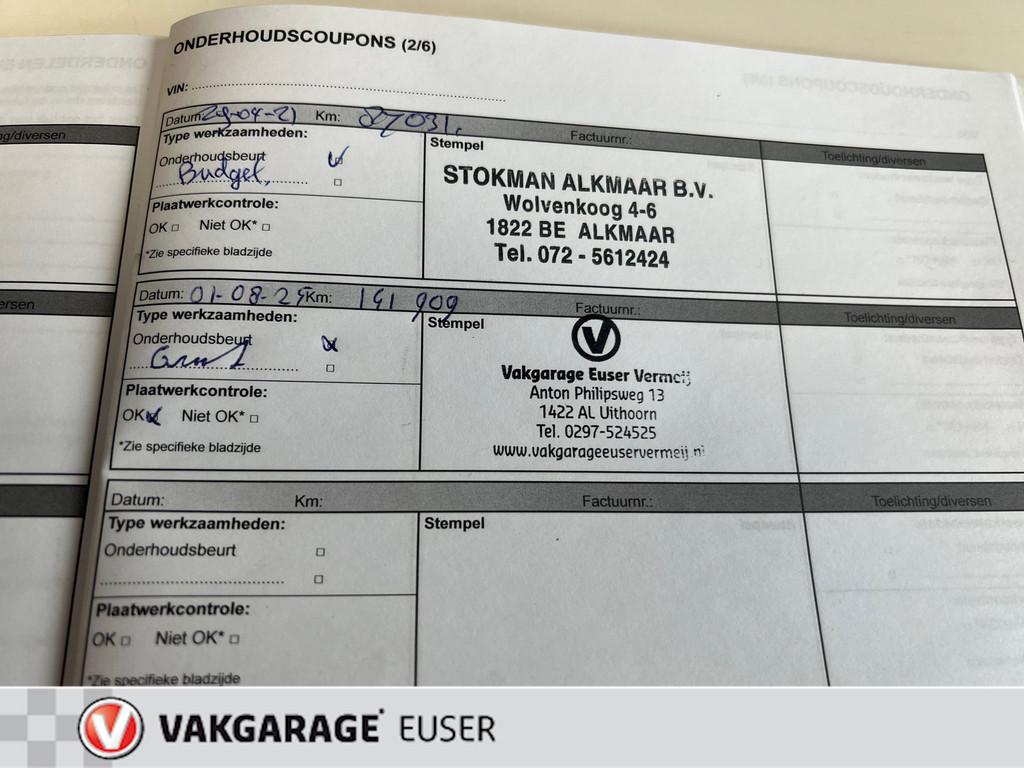 ONDERHOUDSCOUPONS (2/6)
VIN:
Datum: 29-04-21 Km: 87031. Factuurnr.: Toelichting/diversen
Type werkzaamheden: Stempel
Onderhoudsbeurt
Budget,
Plaatwerkcontrole:
OK Niet OK*
*Zie specifieke bladzijde
STOKMAN ALKMAAR B.V.
Wolvenkoog 4-6
1822 BE ALKMAAR
Tel. 072 - 5612424
Datum: 01-08-25 Km: 191 909 Factuurnr.: Toelichting/diversen
Type werkzaamheden: Stempel
Onderhoudsbeurt
Plaatwerkcontrole:
OK Niet OK*
*Zie specifieke bladzijde
Vakgarage Euser Vermeij
Anton Philipsweg 13
1422 AL Uithoorn
Tel. 0297-524525
www.vakgarageeuservermeij.nl
Datum: Km: Factuurnr.: Toelichting/diversen
Type werkzaamheden: Stempel
Onderhoudsbeurt
Plaatwerkcontrole:
OK Niet OK*
*Zie specifieke bladzijde
VAKGARAGE EUSER